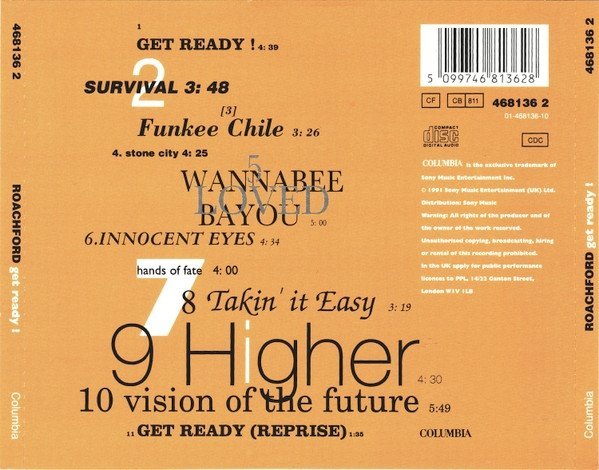 468136 2
ROACHFORD get ready !
Columbia
1
GET READY ! 4: 39
2
SURVIVAL 3: 48
[3]
Funkee Chile 3: 26
4. stone city 4: 25
5
WANNABEE
LOVED
BAYOU 5: 00
6.INNOCENT EYES 4: 34
7
hands of fate 4: 00
8 Takin' it Easy 3: 19
9 Higher 4: 30
10 vision of the future 5:49
11 GET READY (REPRISE) 1:35
5 099746 813628
CF CB 811 468136 2
01-468136-10
COMPACT
disc
DIGITAL AUDIO
CDC
COLUMBIA is the exclusive trademark of
Sony Music Entertainment Inc.
© 1991 Sony Music Entertainment (UK) Ltd.
Distribution: Sony Music
Warning: All rights of the producer and of
the owner of the work reserved.
Unauthorised copying, broadcasting, hiring
or rental of this recording prohibited.
In the UK apply for public performance
licences to PPL, 14/22 Ganton Street,
London W1V 1LB.
COLUMBIA
468136 2
ROACHFORD get ready !
Columbia